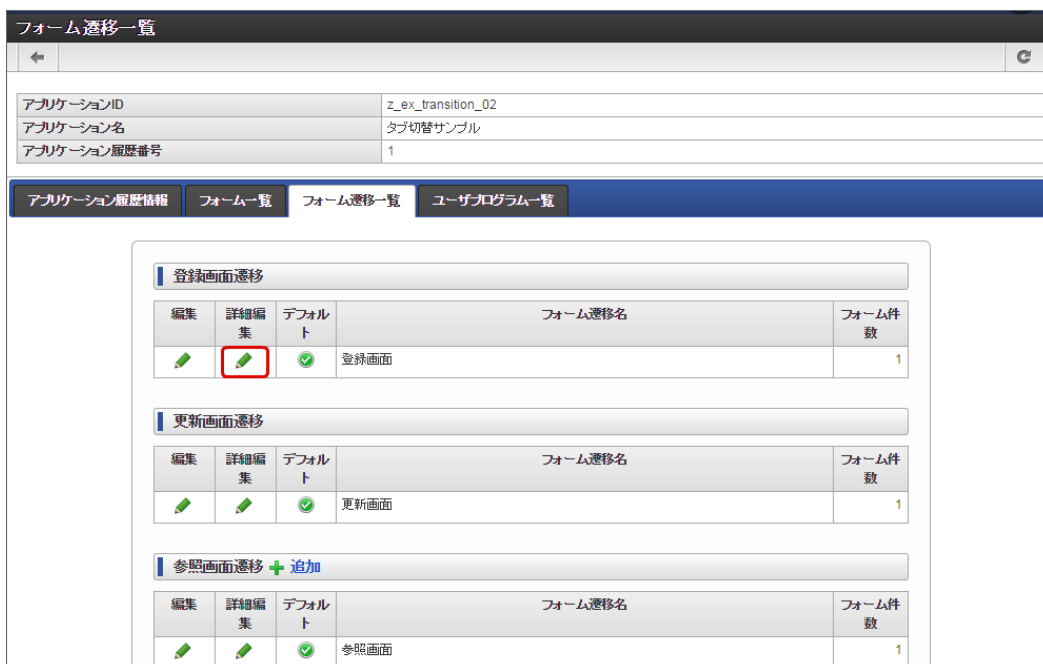 フォーム遷移一覧
アプリケーションID z_ex_transition_02
アプリケーション名 タブ切替サンプル
アプリケーション履歴番号 1
アプリケーション履歴情報 フォーム一覧 フォーム遷移一覧 ユーザプログラム一覧
登録画面遷移
編集 詳細編集 デフォルト フォーム遷移名 フォーム件数
登録画面 1
更新画面遷移
編集 詳細編集 デフォルト フォーム遷移名 フォーム件数
更新画面 1
参照画面遷移 追加
編集 詳細編集 デフォルト フォーム遷移名 フォーム件数
参照画面 1